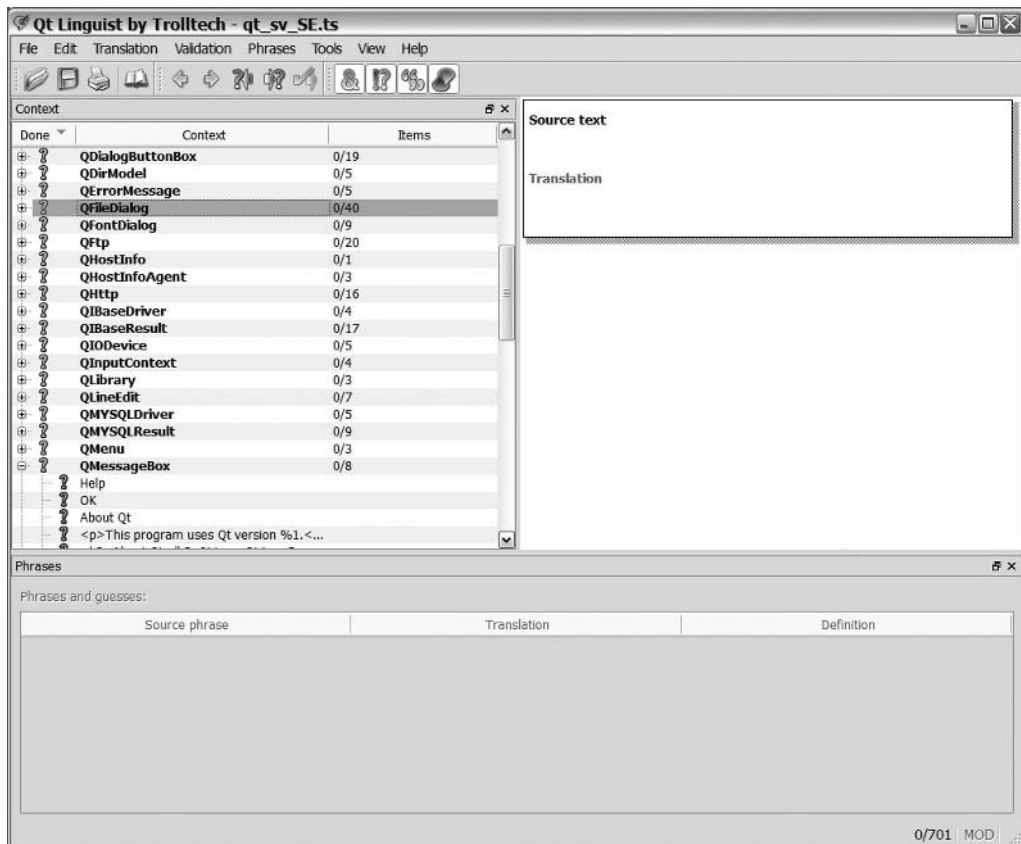 Qt Linguist by Trolltech - qt_sv_SE.ts
File Edit Translation Validation Phrases Tools View Help
Context
Done Context Items
QDialogButtonBox 0/19
QDirModel 0/5
QErrorMessage 0/5
QFileDialog 0/40
QFontDialog 0/9
QFtp 0/20
QHostInfo 0/1
QHostInfoAgent 0/3
QHttp 0/16
QIBaseDriver 0/4
QIBaseResult 0/17
QIODevice 0/5
QInputContext 0/4
QLibrary 0/3
QLineEdit 0/7
QMYSQLDriver 0/5
QMYSQLResult 0/9
QMenu 0/3
QMessageBox 0/8
Help
OK
About Qt
<p>This program uses Qt version %1.<...
Source text
Translation
Phrases
Phrases and guesses:
Source phrase Translation Definition
0/701 MOD